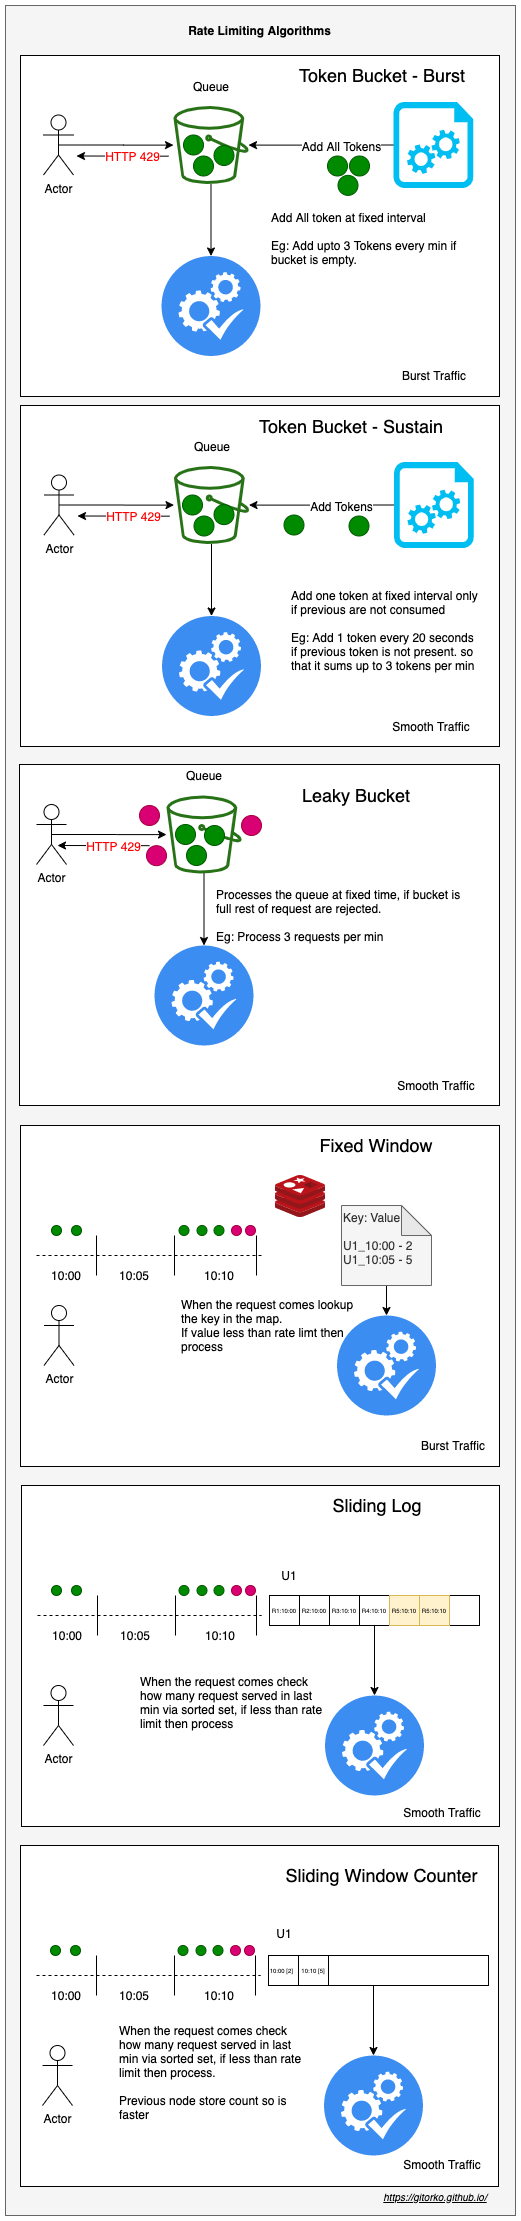 Rate Limiting Algorithms
Token Bucket - Burst
Queue
Add All Tokens
HTTP 429
Actor
Add All token at fixed interval
Eg: Add upto 3 Tokens every min if
bucket is empty.
Burst Traffic
Token Bucket - Sustain
Queue
Add Tokens
HTTP 429
Actor
Add one token at fixed interval only
if previous are not consumed
Eg: Add 1 token every 20 seconds
if previous token is not present. so
that it sums up to 3 tokens per min
Smooth Traffic
Queue
Leaky Bucket
HTTP 429
Actor
Processes the queue at fixed time, if bucket is
full rest of request are rejected.
Eg: Process 3 requests per min
Smooth Traffic
Fixed Window
Key: Value
U1_10:00 - 2
U1_10:05 - 5
10:00 10:05 10:10
When the request comes lookup
the key in the map.
If value less than rate limt then
process
Actor
Burst Traffic
Sliding Log
U1
R1:10:00 R2:10:00 R3:10:10 R4:10:10 R5:10:10 R5:10:10
10:00 10:05 10:10
When the request comes check
how many request served in last
min via sorted set, if less than rate
limit then process
Actor
Smooth Traffic
Sliding Window Counter
U1
10:00 [2] 10:10 [5]
10:00 10:05 10:10
When the request comes check
how many request served in last
min via sorted set, if less than rate
limit then process.
Previous node store count so is
faster
Actor
Smooth Traffic
https://gitorko.github.io/